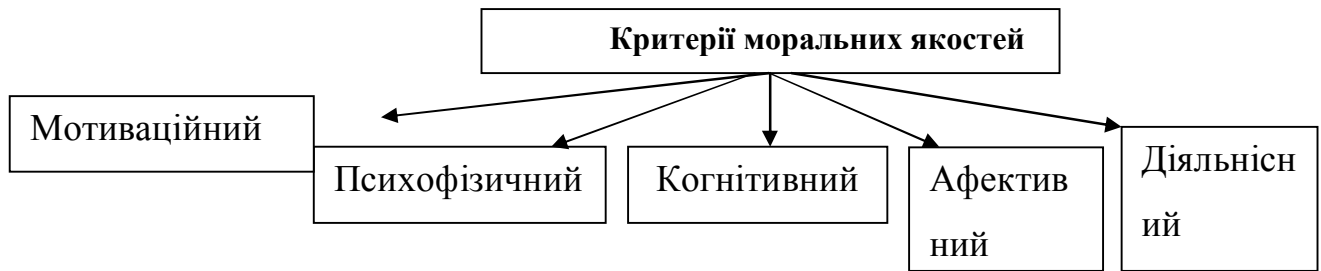 Критерії моральних якостей
Мотиваційний
Психофізичний
Когнітивний
Афектив
ний
Діяльнісн
ий